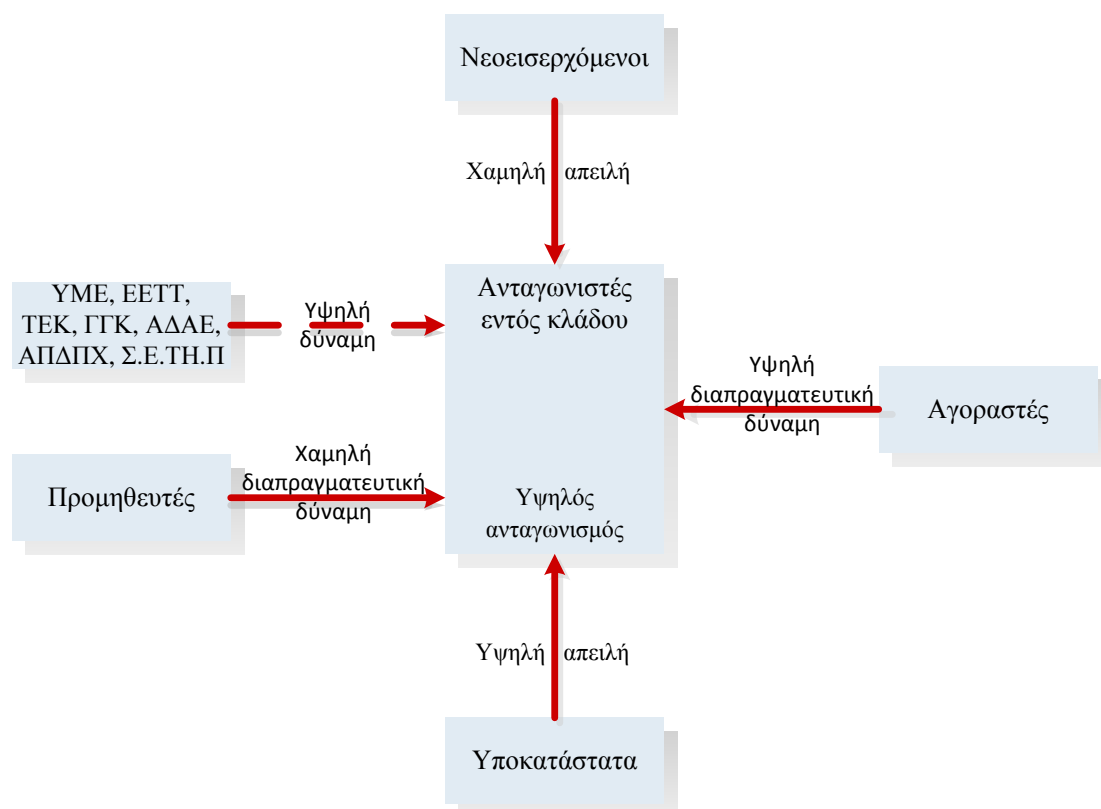 Νεοεισερχόμενοι
Χαμηλή απειλή
Ανταγωνιστές
εντός κλάδου
ΥΜΕ, ΕΕΤΤ,
ΤΕΚ, ΓΓΚ, ΑΔΑΕ,
ΑΠΔΠΧ, Σ.Ε.ΤΗ.Π
Υψηλή
δύναμη
Υψηλή
διαπραγματευτική
δύναμη
Αγοραστές
Προμηθευτές
Χαμηλή
διαπραγματευτική
δύναμη
Υψηλός
ανταγωνισμός
Υψηλή απειλή
Υποκατάστατα